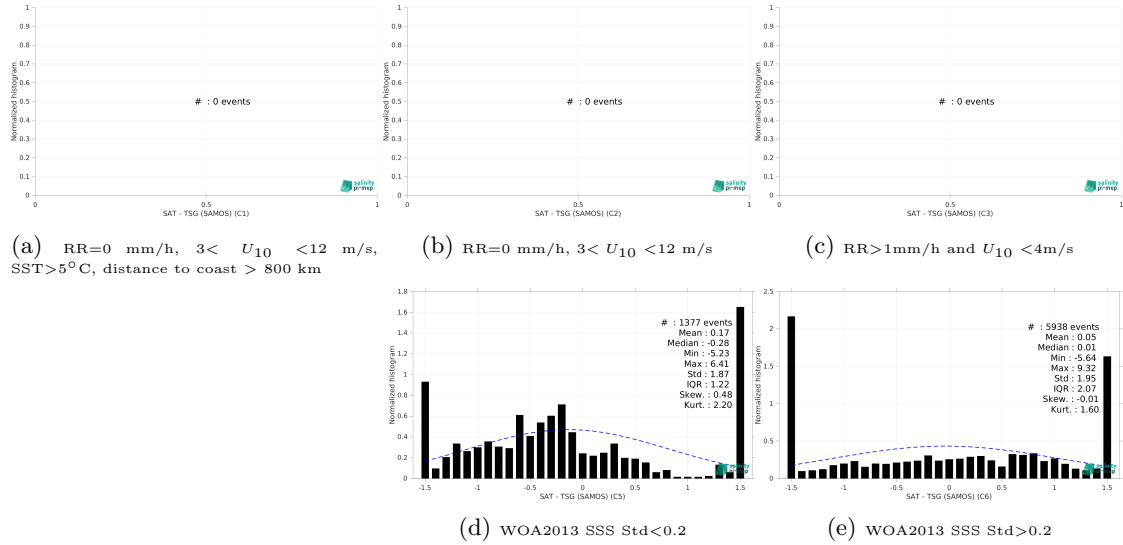 Normalized histogram
1
0.9
0.8
0.7
0.6
0.5
0.4
0.3
0.2
0.1
0
# : 0 events
salinity
pi-mep
0
0.5
1
SAT - TSG (SAMOS) (C1)
(a) RR=0 mm/h, 3< U10 <12 m/s,
SST>5°C, distance to coast > 800 km
Normalized histogram
1
0.9
0.8
0.7
0.6
0.5
0.4
0.3
0.2
0.1
0
# : 0 events
salinity
pi-mep
0
0.5
1
SAT - TSG (SAMOS) (C2)
(b) RR=0 mm/h, 3< U10 <12 m/s
Normalized histogram
1
0.9
0.8
0.7
0.6
0.5
0.4
0.3
0.2
0.1
0
# : 0 events
salinity
pi-mep
0
0.5
1
SAT - TSG (SAMOS) (C3)
(c) RR>1mm/h and U10 <4m/s
Normalized histogram
1.8
1.6
1.4
1.2
1
0.8
0.6
0.4
0.2
0
# : 1377 events
Mean : 0.17
Median : -0.28
Min : -5.23
Max : 6.41
Std : 1.87
IQR : 1.22
Skew. : 0.48
Kurt. : 2.20
salinity
pi-mep
-1.5
-1
-0.5
0
0.5
1
1.5
SAT - TSG (SAMOS) (C5)
(d) WOA2013 SSS Std<0.2
Normalized histogram
2.5
2
1.5
1
0.5
0
# : 5938 events
Mean : 0.05
Median : 0.01
Min : -5.64
Max : 9.32
Std : 1.95
IQR : 2.07
Skew. : -0.01
Kurt. : 1.60
salinity
pi-mep
-1.5
-1
-0.5
0
0.5
1
1.5
SAT - TSG (SAMOS) (C6)
(e) WOA2013 SSS Std>0.2